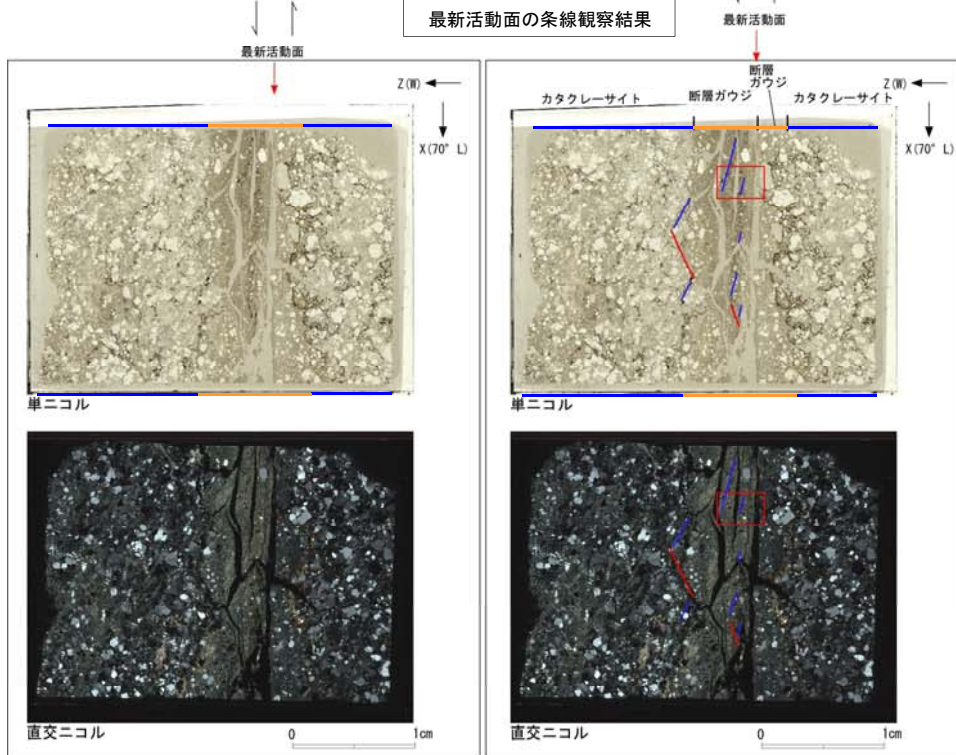 最新活動面の条線観察結果
最新活動面
Z(W)
X(70° L)
単ニコル
直交ニコル
0 1cm
最新活動面
断層
ガウジ
Z(W)
カタクレーサイト
断層ガウジ
カタクレーサイト
X(70° L)
単ニコル
直交ニコル
0 1cm